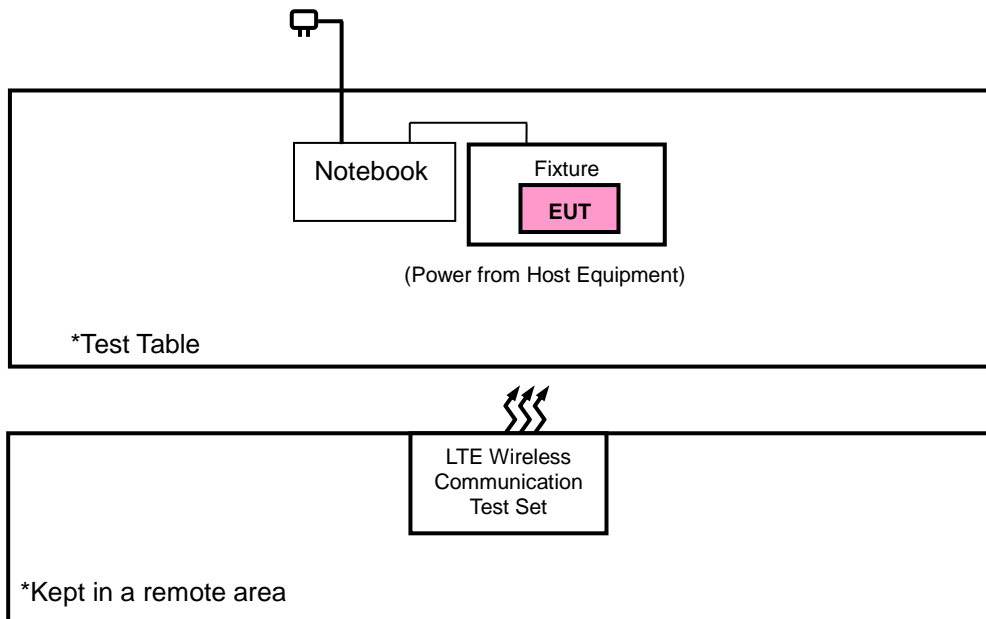 Notebook
Fixture
EUT
(Power from Host Equipment)
*Test Table
LTE Wireless
Communication
Test Set
*Kept in a remote area